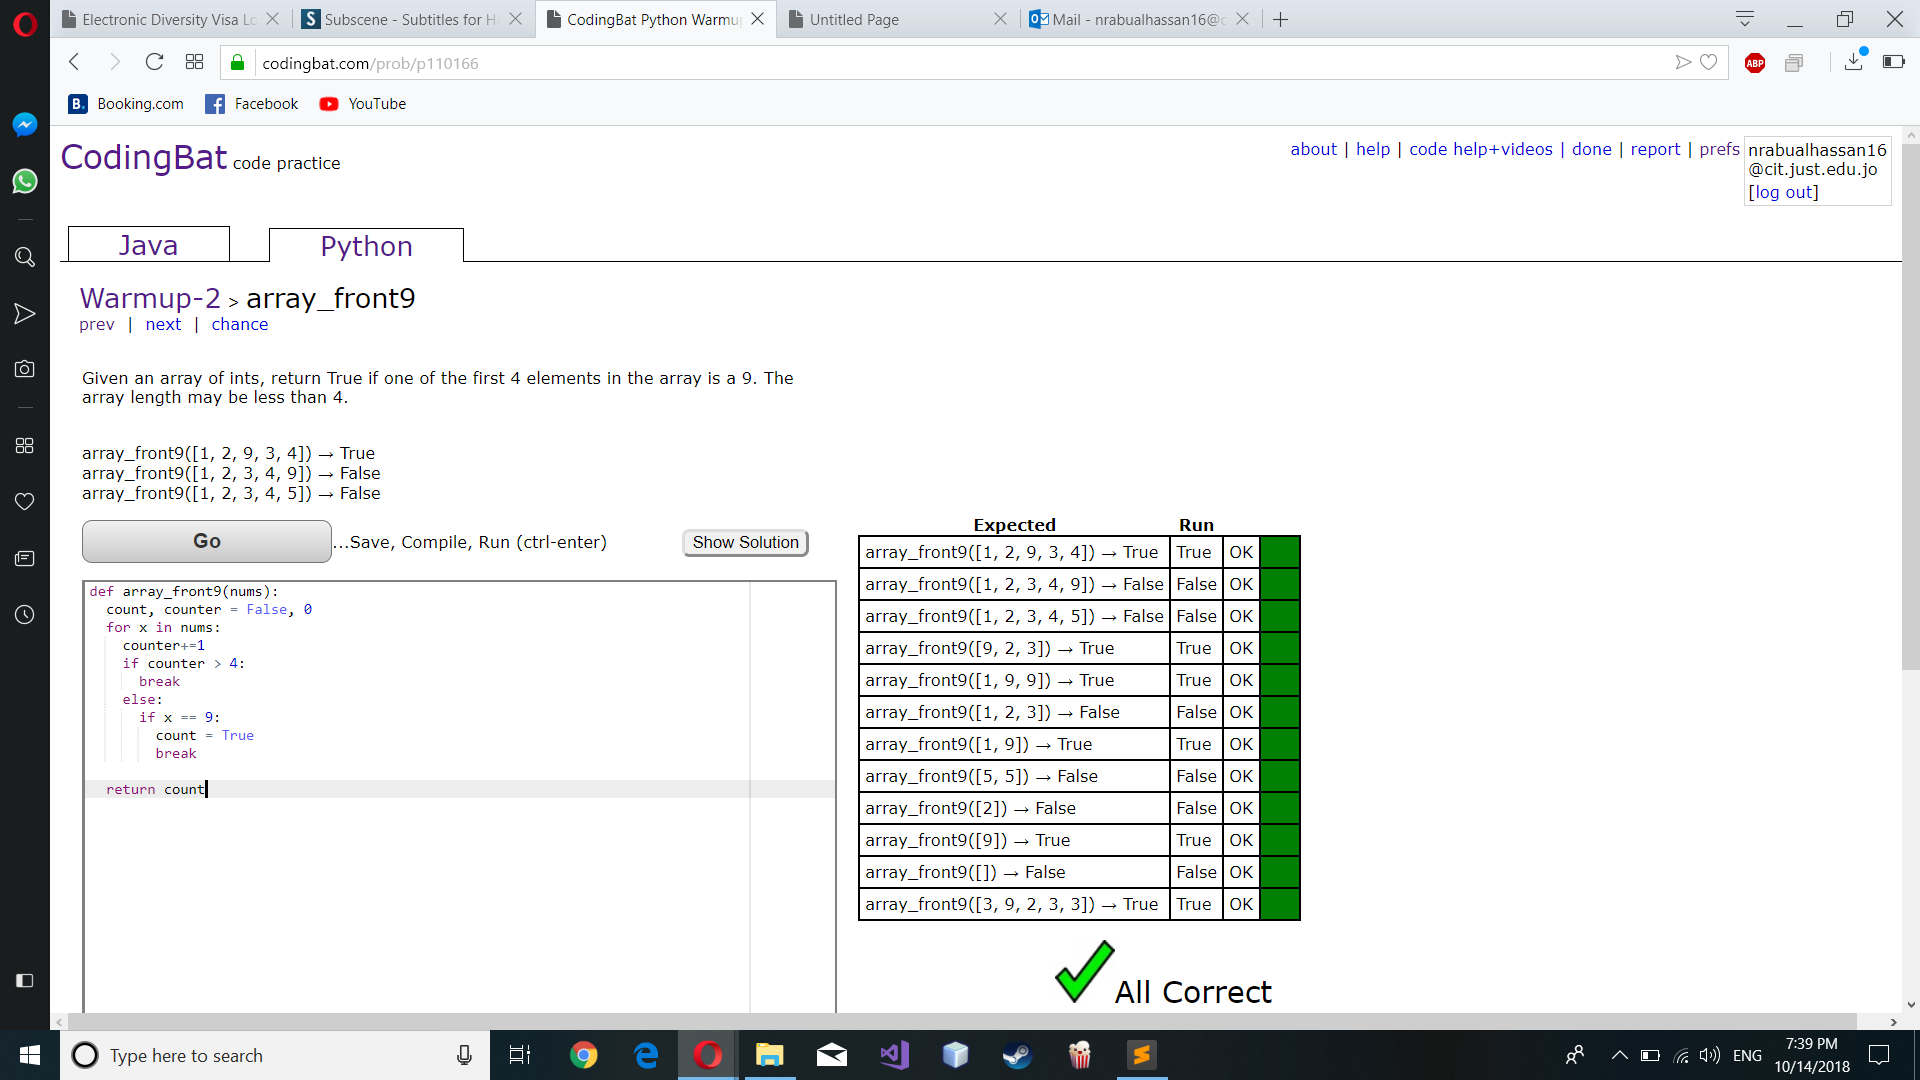 Electronic Diversity Visa Lo
Subscene - Subtitles for H
CodingBat Python Warmu
Untitled Page
Mail - nrabualhassan16@c
codingbat.com/prob/p110166
ABP
B. Booking.com
Facebook
YouTube
CodingBat code practice
about | help | code help+videos | done | report | prefs
nrabualhassan16
@cit.just.edu.jo
[log out]
Java
Python
Warmup-2 > array_front9
prev | next | chance
Given an array of ints, return True if one of the first 4 elements in the array is a 9. The
array length may be less than 4.
array_front9([1, 2, 9, 3, 4]) → True
array_front9([1, 2, 3, 4, 9]) → False
array_front9([1, 2, 3, 4, 5]) → False
Go
...Save, Compile, Run (ctrl-enter)
Show Solution
def array_front9(nums):
  count, counter = False, 0
  for x in nums:
    counter+=1
    if counter > 4:
      break
    else:
      if x == 9:
        count = True
        break
  return count
Expected Run
array_front9([1, 2, 9, 3, 4]) → True True OK
array_front9([1, 2, 3, 4, 9]) → False False OK
array_front9([1, 2, 3, 4, 5]) → False False OK
array_front9([9, 2, 3]) → True True OK
array_front9([1, 9, 9]) → True True OK
array_front9([1, 2, 3]) → False False OK
array_front9([1, 9]) → True True OK
array_front9([5, 5]) → False False OK
array_front9([2]) → False False OK
array_front9([9]) → True True OK
array_front9([]) → False False OK
array_front9([3, 9, 2, 3, 3]) → True True OK
All Correct
Type here to search
ENG
7:39 PM
10/14/2018